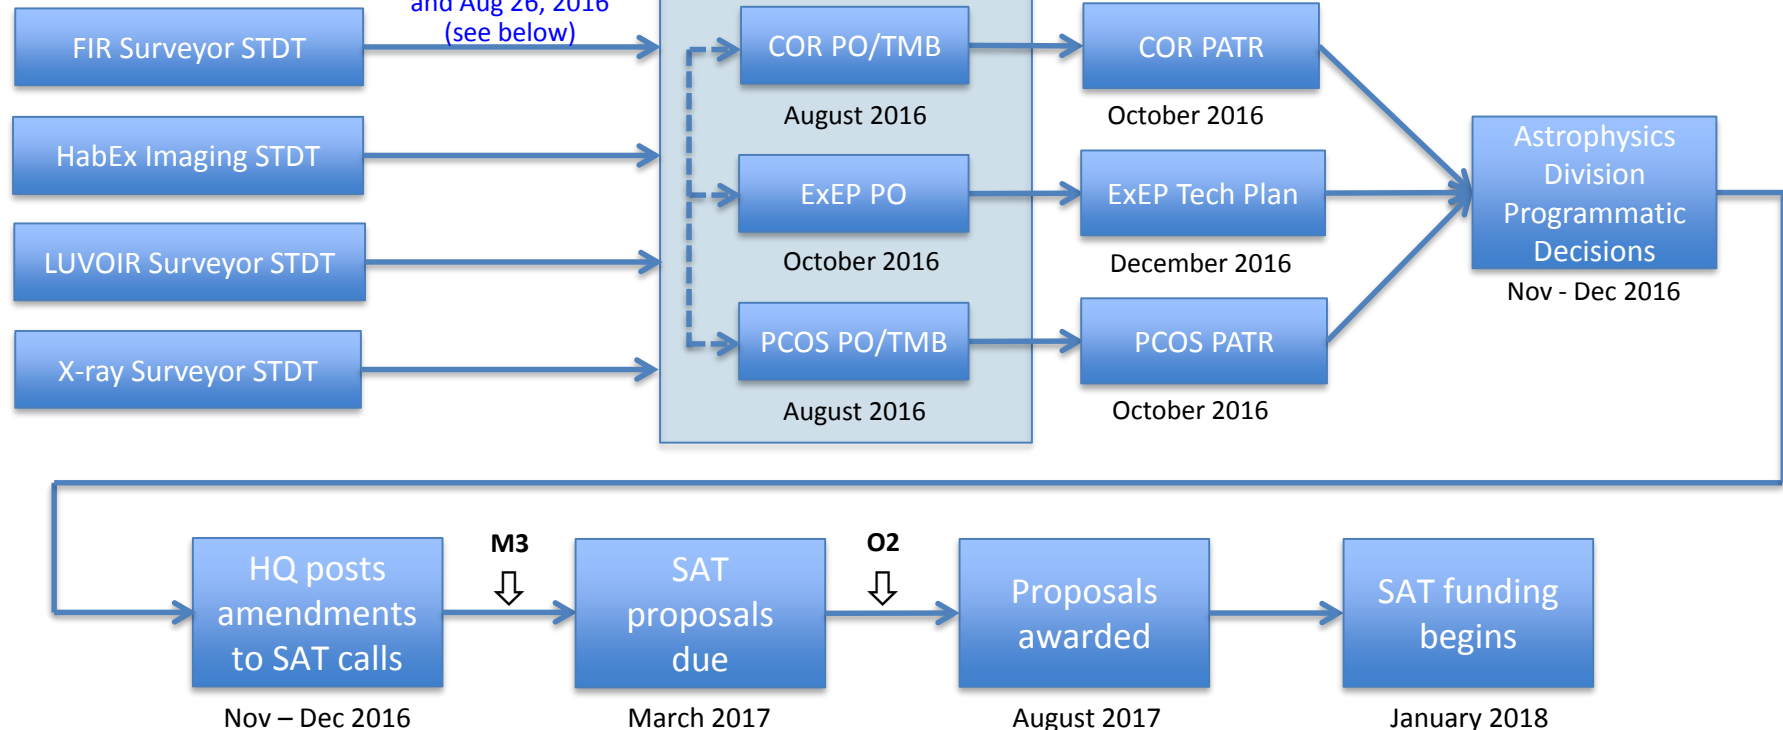 and Aug 26, 2016
(see below)
FIR Surveyor STDT
HabEx Imaging STDT
LUVOIR Surveyor STDT
X-ray Surveyor STDT
COR PO/TMB
August 2016
ExEP PO
October 2016
PCOS PO/TMB
August 2016
COR PATR
October 2016
ExEP Tech Plan
December 2016
PCOS PATR
October 2016
Astrophysics
Division
Programmatic
Decisions
Nov - Dec 2016
HQ posts
amendments
to SAT calls
Nov – Dec 2016
M3
SAT
proposals
due
March 2017
O2
Proposals
awarded
August 2017
SAT funding
begins
January 2018